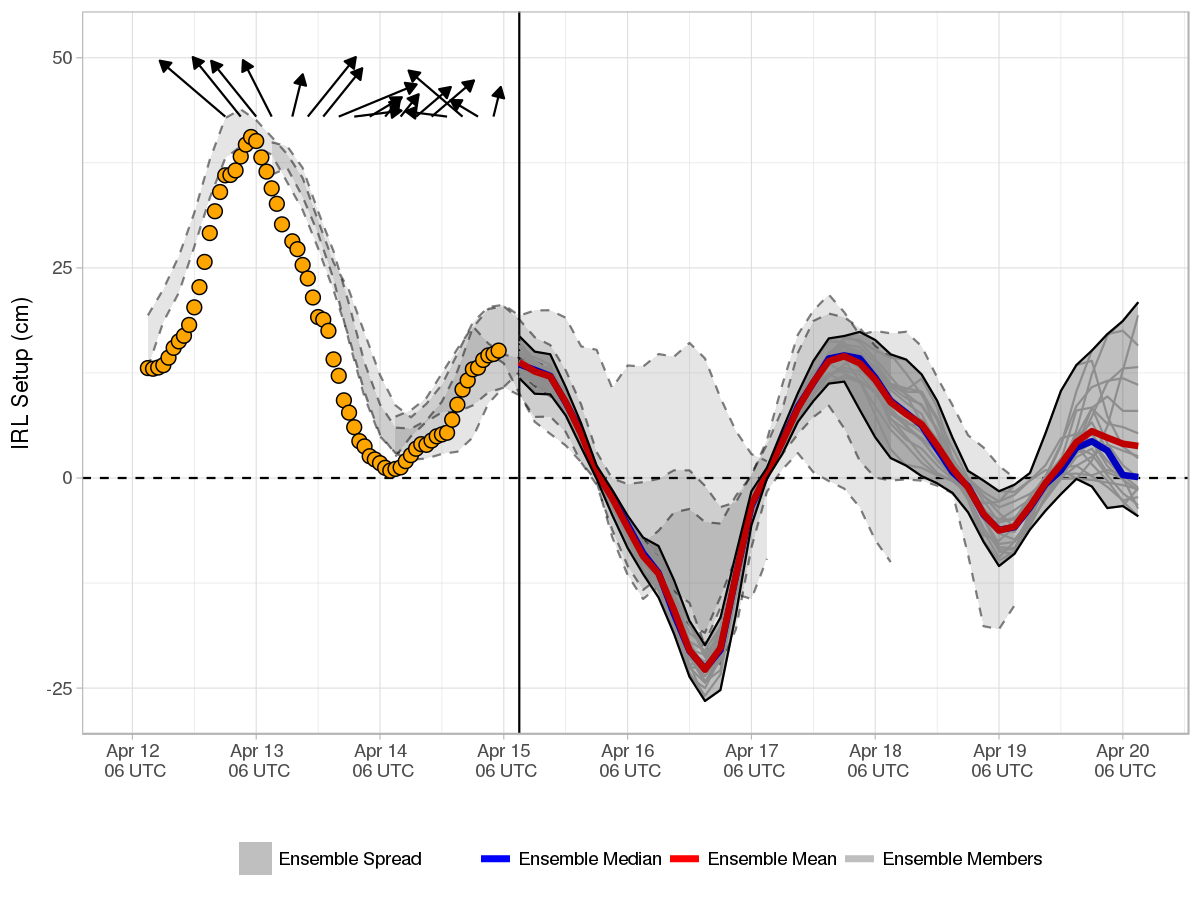 IRL Setup (cm)
50
25
0
-25
Apr 12 Apr 13 Apr 14 Apr 15 Apr 16 Apr 17 Apr 18 Apr 19 Apr 20
06 UTC 06 UTC 06 UTC 06 UTC 06 UTC 06 UTC 06 UTC 06 UTC 06 UTC
Ensemble Spread Ensemble Median Ensemble Mean Ensemble Members